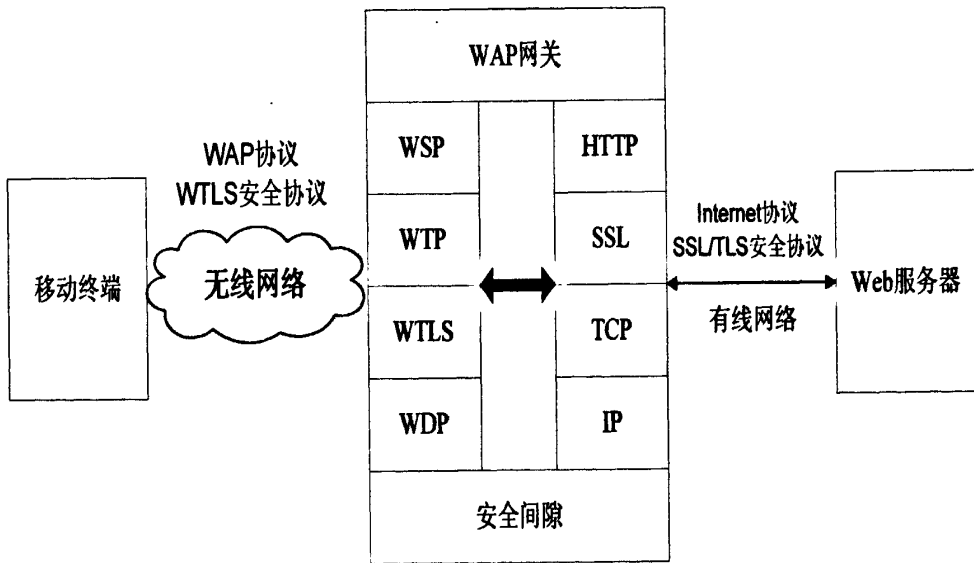 WAP网关
WSP
HTTP
WAP协议
WTLS安全协议
Internet协议
SSL/TLS安全协议
WTP
SSL
移动终端
无线网络
Web服务器
有线网络
WTLS
TCP
WDP
IP
安全间隙